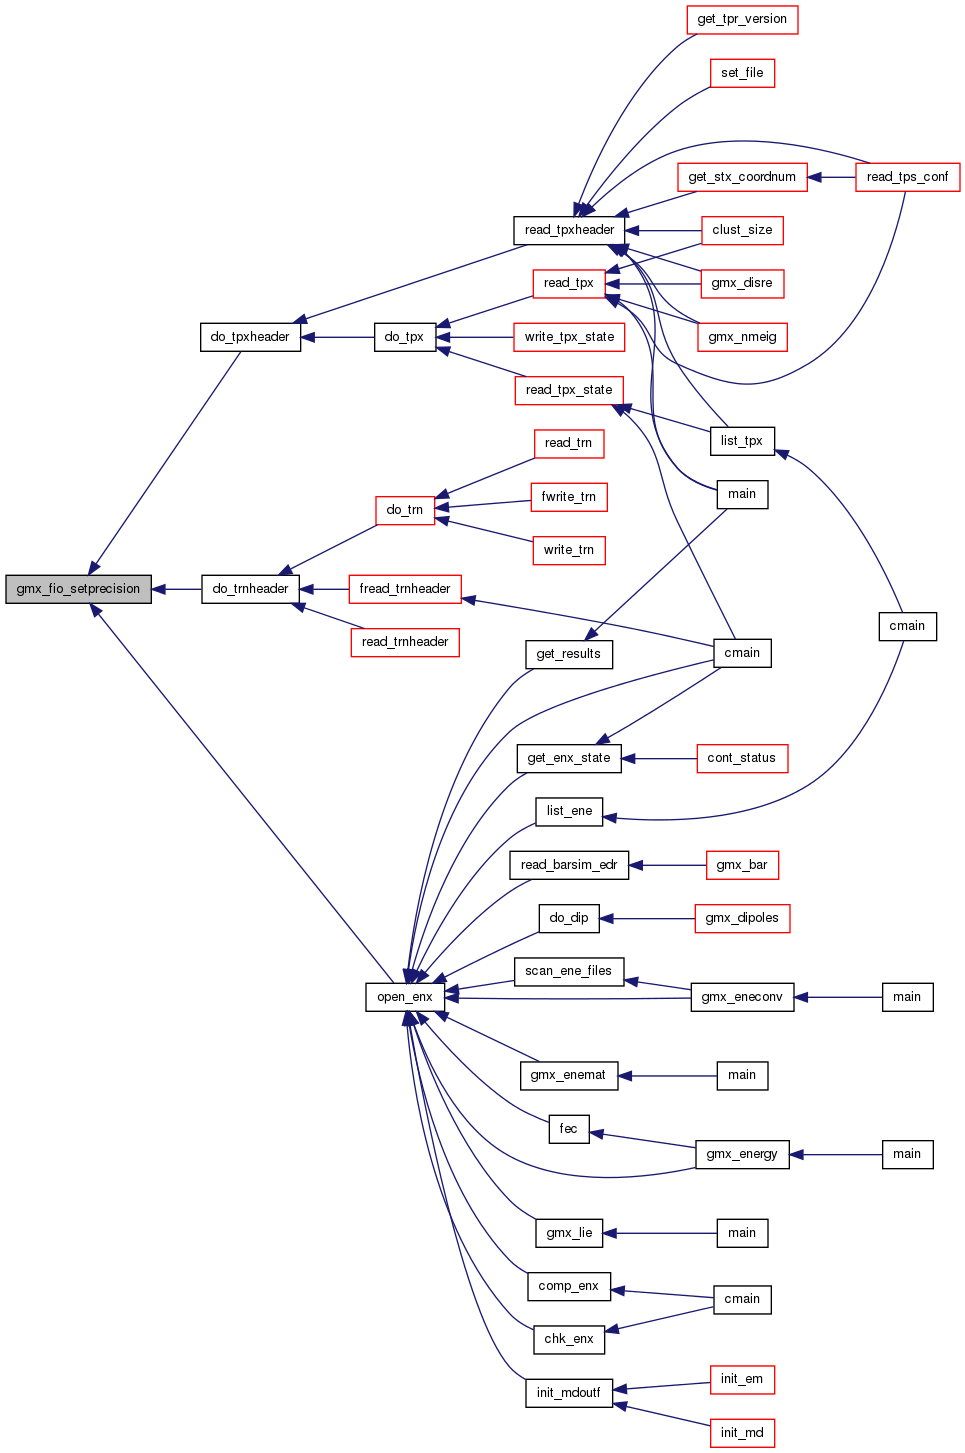 get_tpr_version
set_file
get_stx_coordnum
read_tps_conf
read_tpxheader
clust_size
read_tpx
gmx_disre
do_tpxheader
do_tpx
write_tpx_state
gmx_nmeig
read_tpx_state
list_tpx
read_trn
main
fwrite_trn
do_trn
write_trn
gmx_fio_setprecision
do_trnheader
fread_trnheader
read_trnheader
get_results
cmain
cmain
get_enx_state
cont_status
list_ene
read_barsim_edr
gmx_bar
do_dip
gmx_dipoles
scan_ene_files
open_enx
gmx_eneconv
main
gmx_enemat
main
fec
gmx_energy
main
gmx_lie
main
comp_enx
cmain
chk_enx
init_mdoutf
init_em
init_md